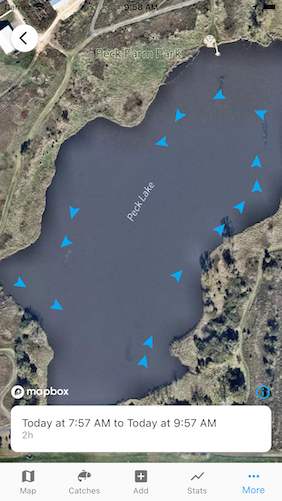 9:58 AM
Peck Farm Park
Peck Lake
mapbox
Today at 7:57 AM to Today at 9:57 AM
2h
Map Catches Add Stats More